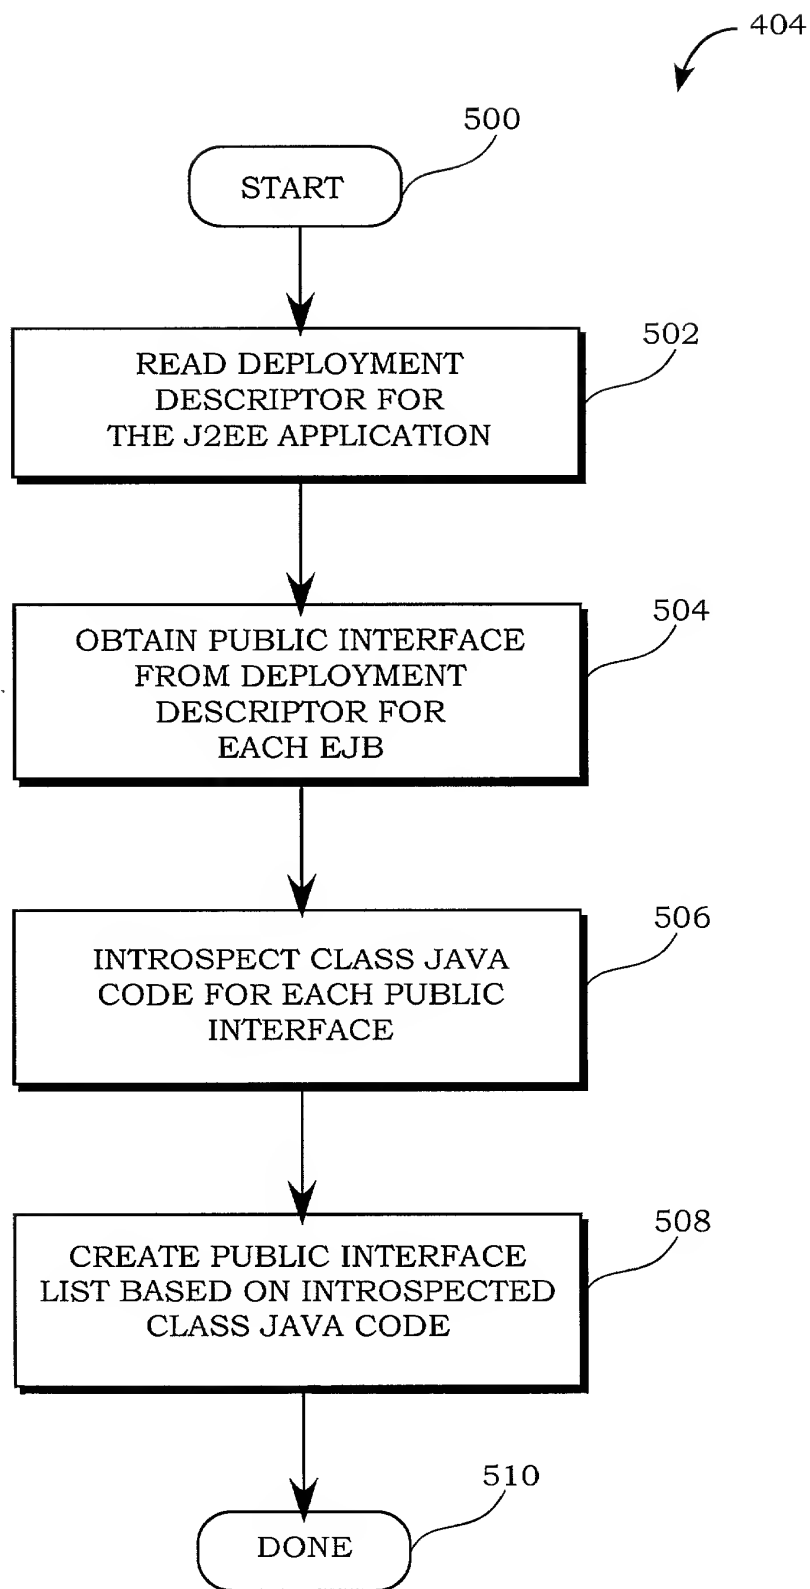 404
500
START
502
READ DEPLOYMENT
DESCRIPTOR FOR
THE J2EE APPLICATION
504
OBTAIN PUBLIC INTERFACE
FROM DEPLOYMENT
DESCRIPTOR FOR
EACH EJB
506
INTROSPECT CLASS JAVA
CODE FOR EACH PUBLIC
INTERFACE
508
CREATE PUBLIC INTERFACE
LIST BASED ON INTROSPECTED
CLASS JAVA CODE
510
DONE